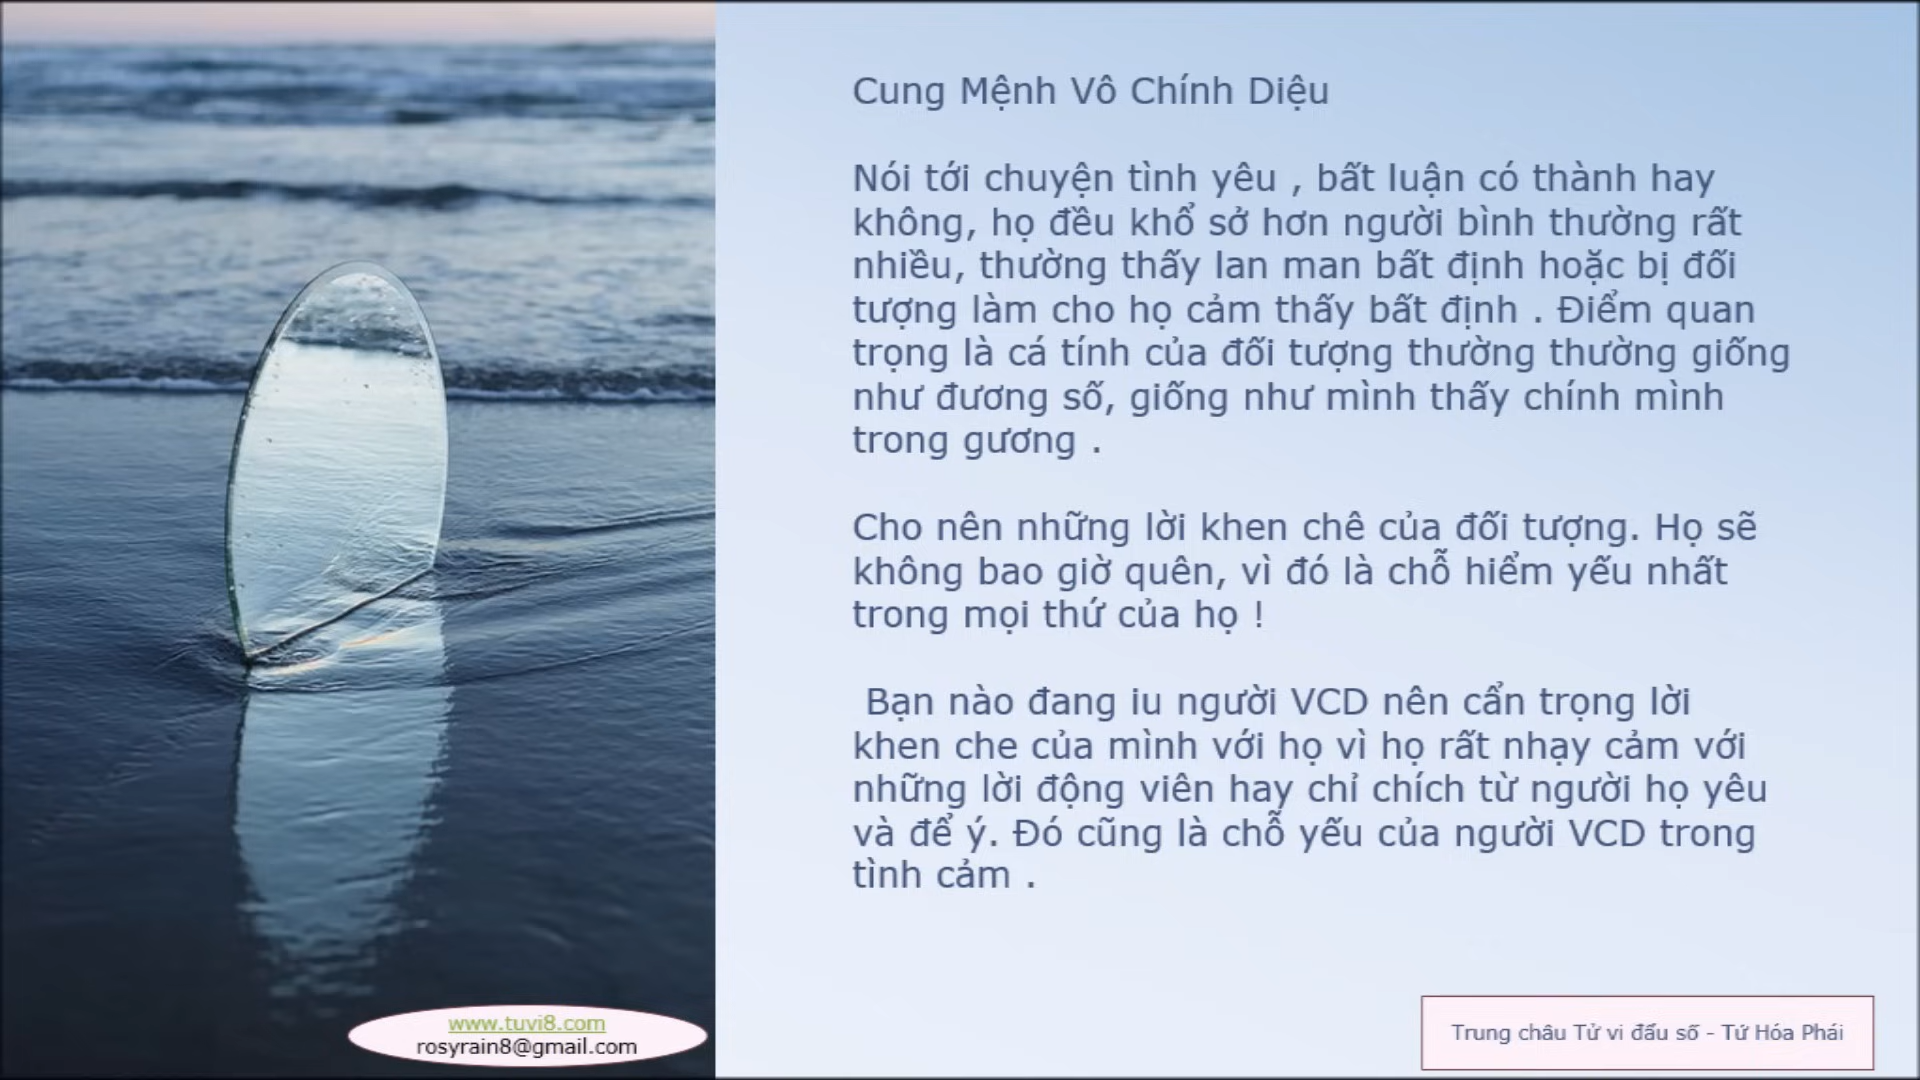 Cung Mệnh Vô Chính Diệu
Nói tới chuyện tình yêu , bất luận có thành hay
không, họ đều khổ sở hơn người bình thường rất
nhiều, thường thấy lan man bất định hoặc bị đối
tượng làm cho họ cảm thấy bất định . Điểm quan
trọng là cá tính của đối tượng thường thường giống
như đương số, giống như mình thấy chính mình
trong gương .
Cho nên những lời khen chê của đối tượng. Họ sẽ
không bao giờ quên, vì đó là chỗ hiểm yếu nhất
trong mọi thứ của họ !
Bạn nào đang iu người VCD nên cẩn trọng lời
khen che của mình với họ vì họ rất nhạy cảm với
những lời động viên hay chỉ chích từ người họ yêu
và để ý. Đó cũng là chỗ yếu của người VCD trong
tình cảm .
www.tuvi8.com
rosyrain8@gmail.com
Trung châu Tử vi đẩu số - Tứ Hóa Phái